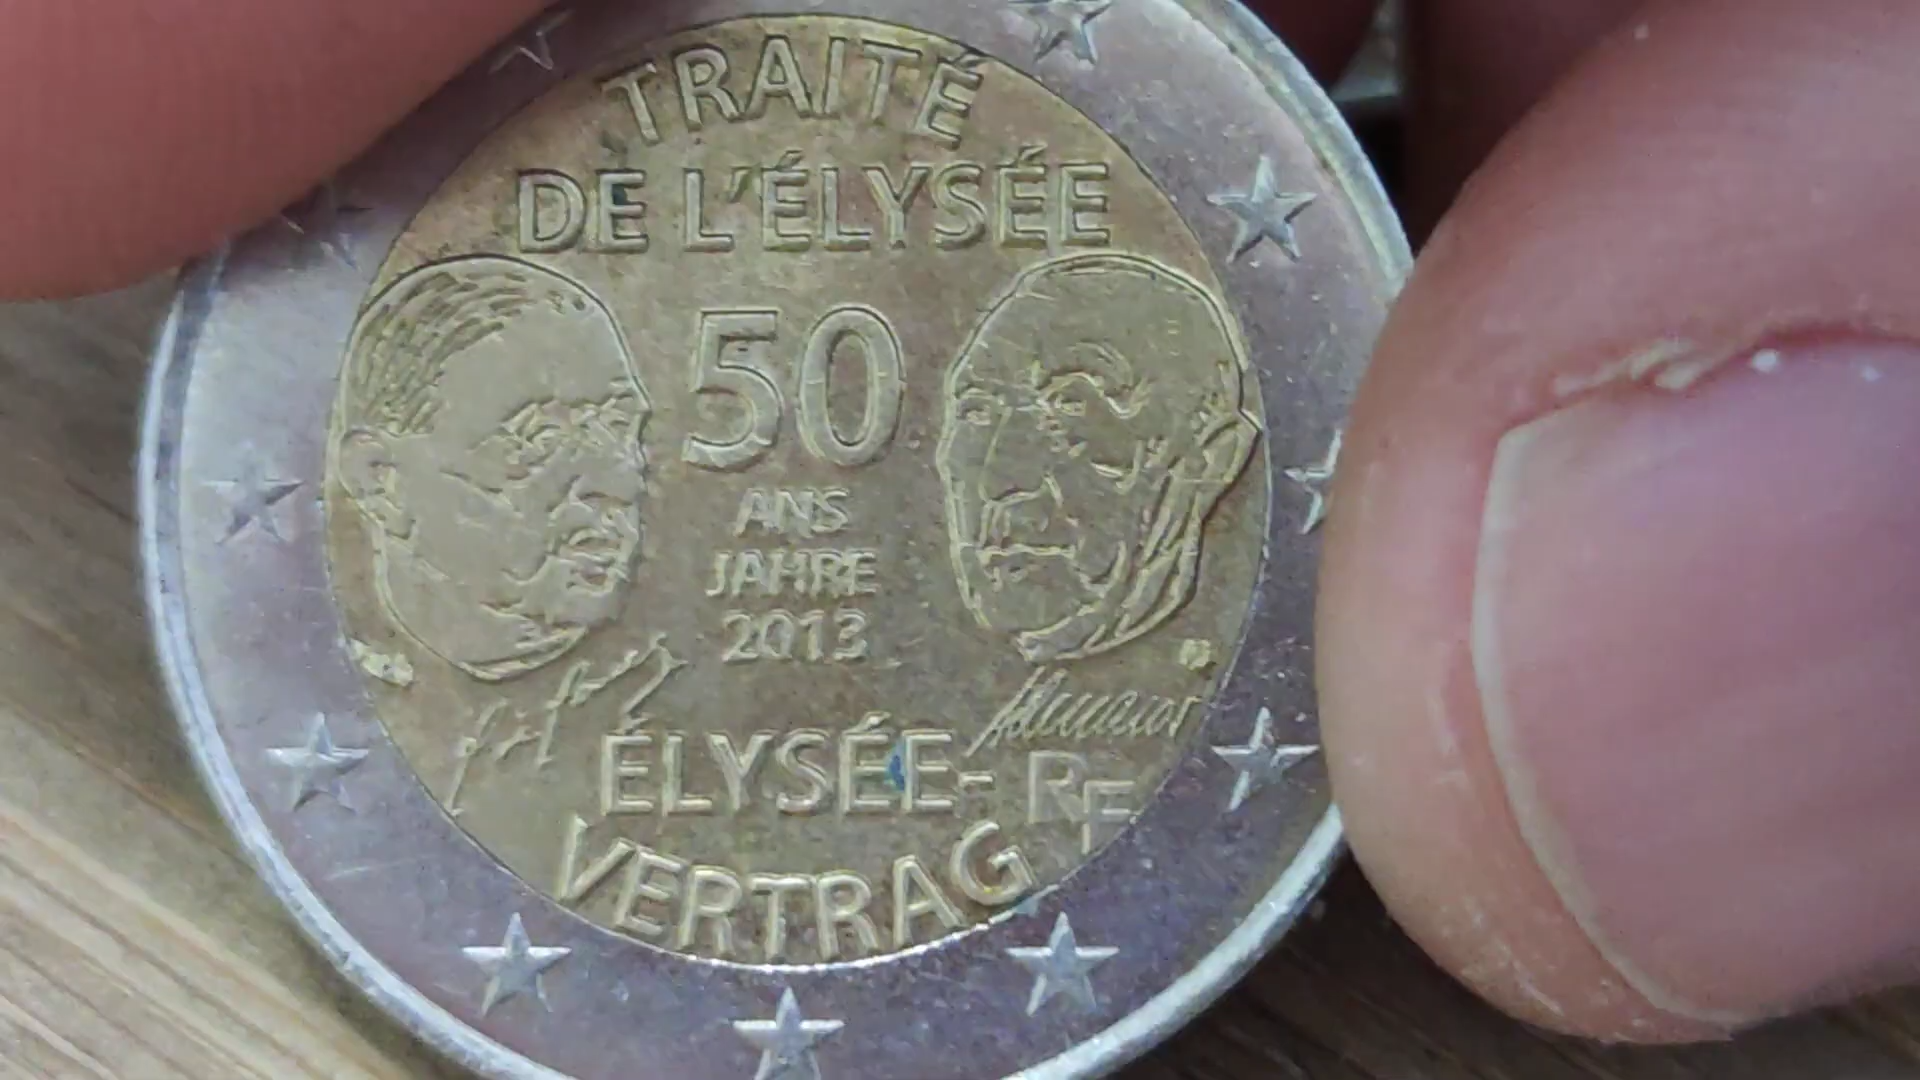 TRAITÉ
DE L'ÉLYSÉE
50
ANS
JAHRE
2013
ÉLYSÉE-
VERTRAG
RF